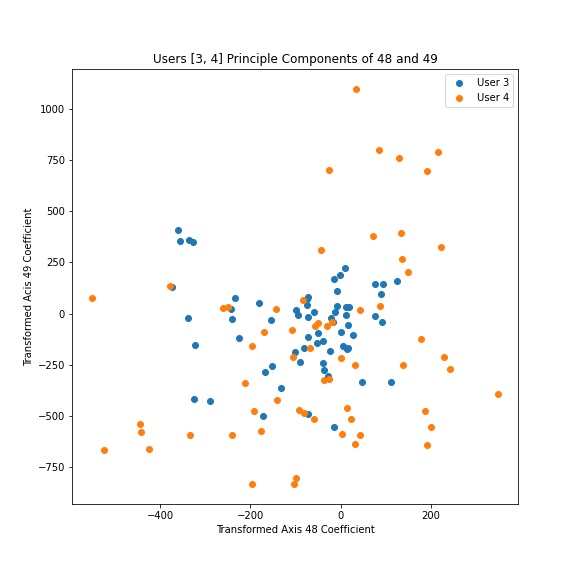 Users [3, 4] Principle Components of 48 and 49
User 3
User 4
1000
750
500
250
0
−250
−500
−750
Transformed Acis 49 Coefficient
−400
−200
0
200
Transformed Axis 48 Coefficient